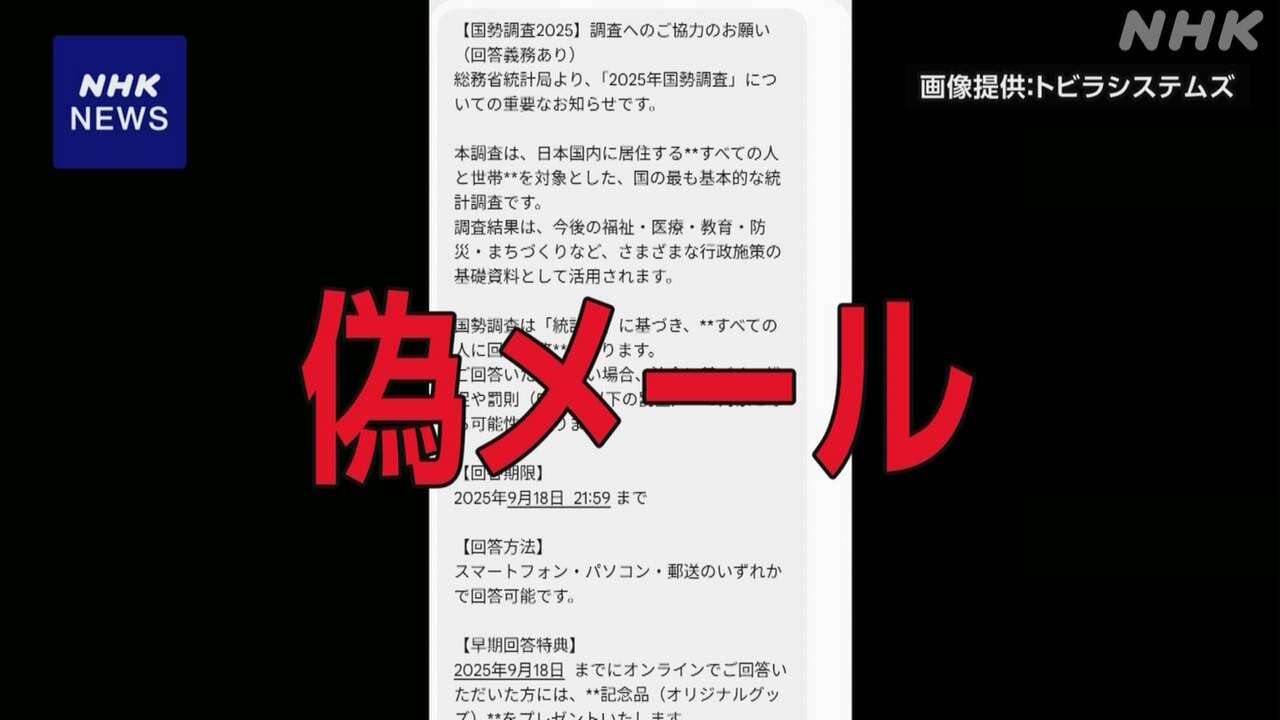 NHK
NEWS
NHK
画像提供:トビラシステムズ
【国勢調査2025】調査へのご協力のお願い
（回答義務あり）
総務省統計局より、「2025年国勢調査」につ
いての重要なお知らせです。
本調査は、日本国内に居住する**すべての人
と世帯**を対象とした、国の最も基本的な統
計調査です。
調査結果は、今後の福祉・医療・教育・防
災・まちづくりなど、さまざまな行政施策の
基礎資料として活用されます。
国勢調査は「統 に基づき、**すべての
人に回 ります。
ご回答いた い場合、
や罰則（ 以下の
可能性 りま
偽メール
【回答期限】
2025年9月18日 21:59 まで
【回答方法】
スマートフォン・パソコン・郵送のいずれか
で回答可能です。
【早期回答特典】
2025年9月18日 までにオンラインでご回答い
ただいた方には、**記念品（オリジナルグッ
ズ）**をプレゼントいたします